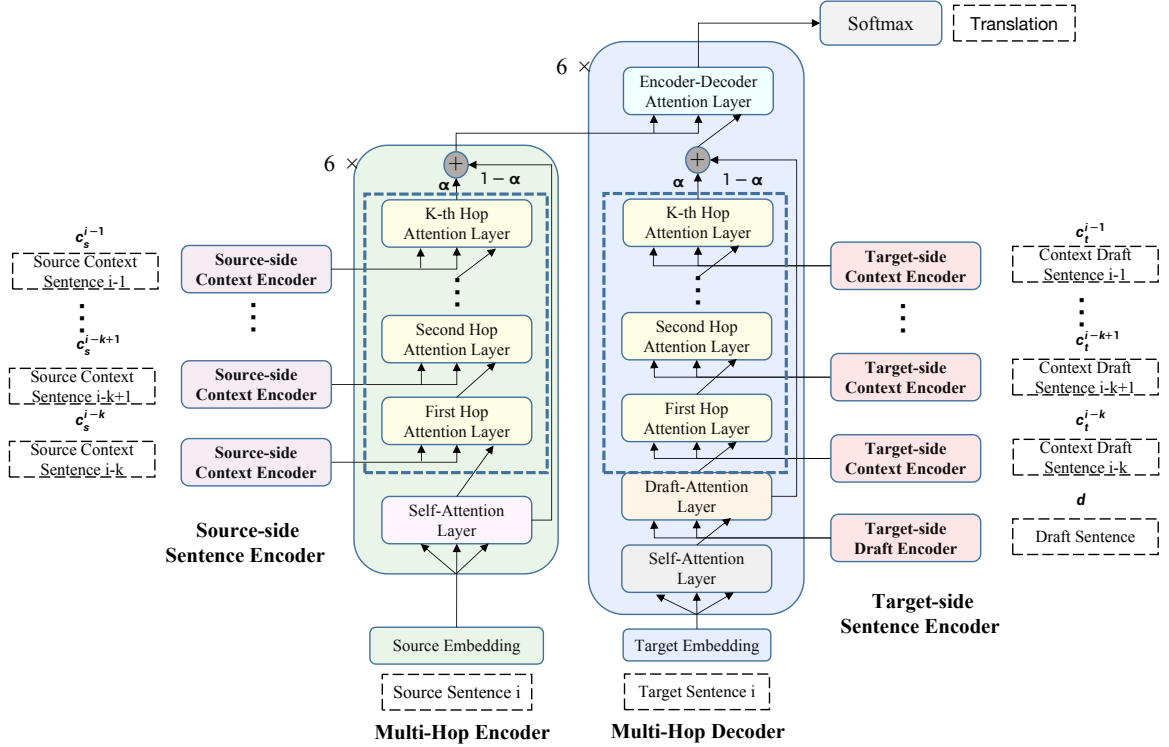 Softmax
Translation
6 ×
Encoder-Decoder
Attention Layer
6 ×
+
α
1 − α
+
α
1 − α
K-th Hop
Attention Layer
K-th Hop
Attention Layer
c_s^{i-1}
Source Context
Sentence i-1
Source-side
Context Encoder
Target-side
Context Encoder
c_t^{i-1}
Context Draft
Sentence i-1
Second Hop
Attention Layer
Second Hop
Attention Layer
c_s^{i-k+1}
Source Context
Sentence i-k+1
Source-side
Context Encoder
Target-side
Context Encoder
c_t^{i-k+1}
Context Draft
Sentence i-k+1
First Hop
Attention Layer
First Hop
Attention Layer
c_s^{i-k}
Source Context
Sentence i-k
Source-side
Context Encoder
Target-side
Context Encoder
c_t^{i-k}
Context Draft
Sentence i-k
Self-Attention
Layer
Draft-Attention
Layer
Target-side
Draft Encoder
d
Draft Sentence
Source-side
Sentence Encoder
Self-Attention
Layer
Target-side
Sentence Encoder
Source Embedding
Target Embedding
Source Sentence i
Target Sentence i
Multi-Hop Encoder
Multi-Hop Decoder